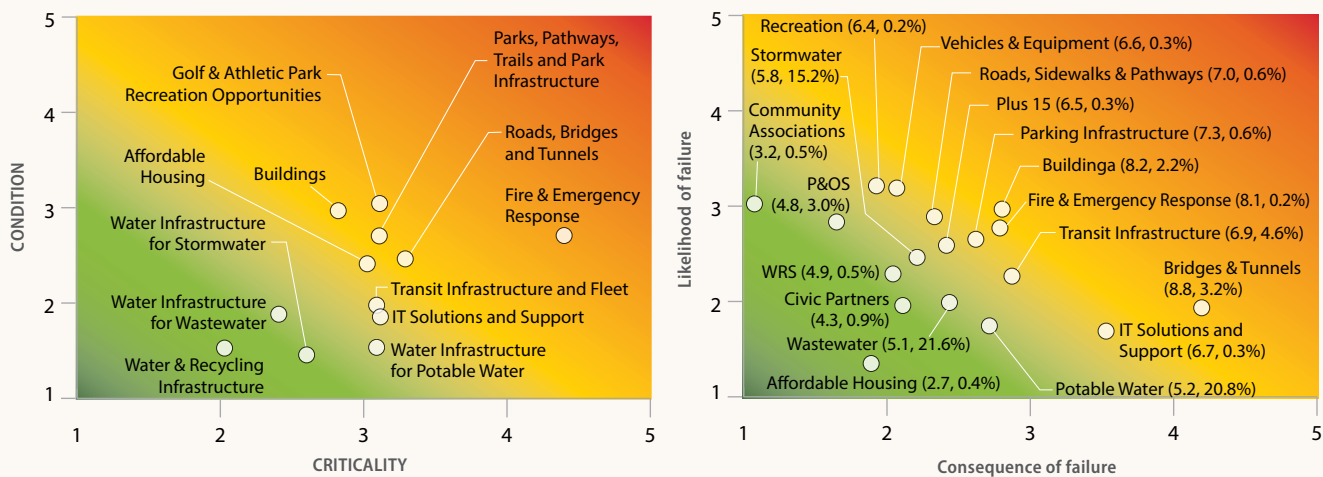 5
4
3
2
1
CONDITION
Parks, Pathways,
Trails and Park
Infrastructure
Golf & Athletic Park
Recreation Opportunities
Roads, Bridges
and Tunnels
Affordable
Housing
Buildings
Fire & Emergency
Response
Water Infrastructure
for Stormwater
Transit Infrastructure and Fleet
IT Solutions and Support
Water Infrastructure
for Wastewater
Water Infrastructure
for Potable Water
Water & Recycling
Infrastructure
1
2
3
4
5
CRITICALITY
5
4
3
2
1
Likelihood of failure
Recreation (6.4, 0.2%)
Vehicles & Equipment (6.6, 0.3%)
Stormwater
(5.8, 15.2%)
Roads, Sidewalks & Pathways (7.0, 0.6%)
Plus 15 (6.5, 0.3%)
Community
Associations
(3.2, 0.5%)
Parking Infrastructure (7.3, 0.6%)
Buildinga (8.2, 2.2%)
P&OS
(4.8, 3.0%)
Fire & Emergency Response (8.1, 0.2%)
Transit Infrastructure (6.9, 4.6%)
WRS (4.9, 0.5%)
Bridges & Tunnels
(8.8, 3.2%)
Civic Partners
(4.3, 0.9%)
IT Solutions and
Support (6.7, 0.3%)
Wastewater (5.1, 21.6%)
Affordable Housing (2.7, 0.4%)
Potable Water (5.2, 20.8%)
1
2
3
4
5
Consequence of failure